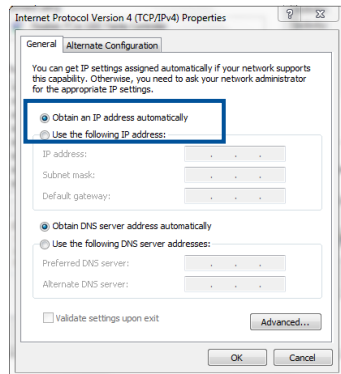 Internet Protocol Version 4 (TCP/IPv4) Properties
General
Alternate Configuration
You can get IP settings assigned automatically if your network supports
this capability. Otherwise, you need to ask your network administrator
for the appropriate IP settings.
Obtain an IP address automatically
Use the following IP address:
IP address:
Subnet mask:
Default gateway:
Obtain DNS server address automatically
Use the following DNS server addresses:
Preferred DNS server:
Alternate DNS server:
Validate settings upon exit
Advanced...
OK
Cancel